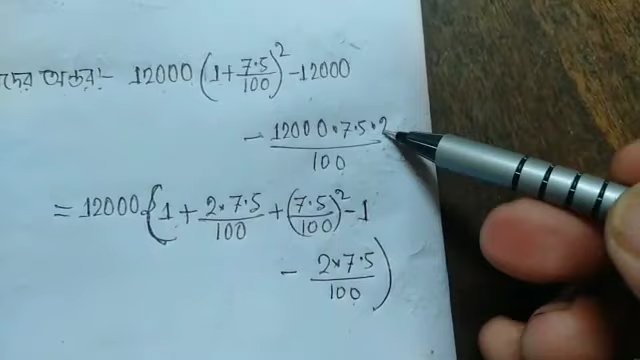 দের অন্তর:- 12000 (1+7.5/100)^2 -12000
- 12000•7.5•2/100
= 12000{1 + 2•7.5/100 + (7.5/100)^2 -1
- 2×7.5/100)